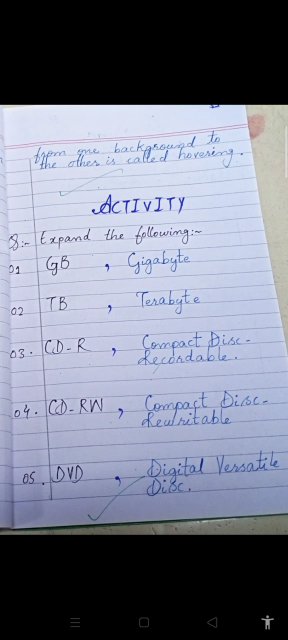 from one background to
the other is called hovering.
ACTIVITY
Q:- Expand the following:-
01 GB , Gigabyte
02 TB , Terabyte
03. CD-R , Compact Disc-
Recordable.
04. CD-RW , Compact Disc-
Rewritable
05. DVD , Digital Versatile
Disc.